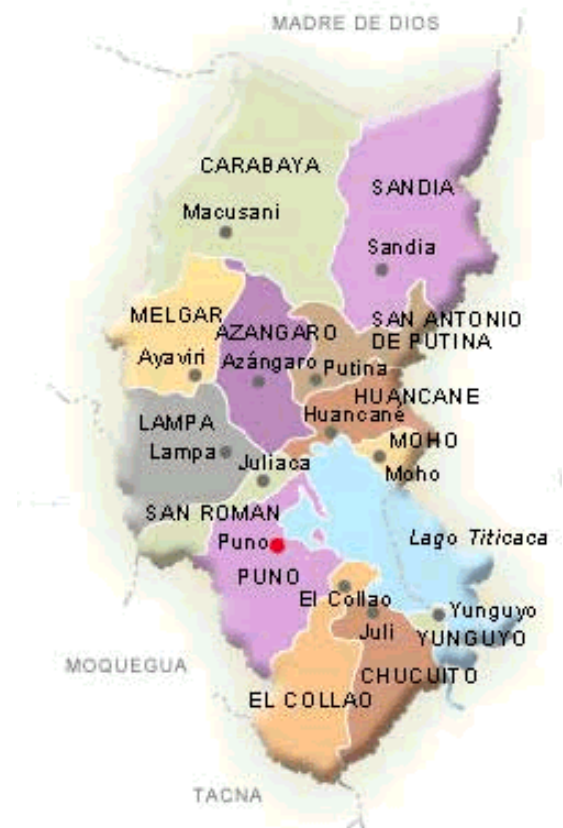 MADRE DE DIOS
CARABAYA
SANDIA
Macusani
Sandia
MELGAR
SAN ANTONIO
DE PUTINA
AZANGARO
Ayaviri
Azángaro
Putina
HUANCANE
LAMPA
Huancané
MOHO
Lampa
Juliaca
Moho
SAN ROMAN
Puno
Lago Titicaca
PUNO
El Collao
Yunguyo
Juli
YUNGUYO
MOQUEGUA
CHUCUITO
EL COLLAO
TACNA